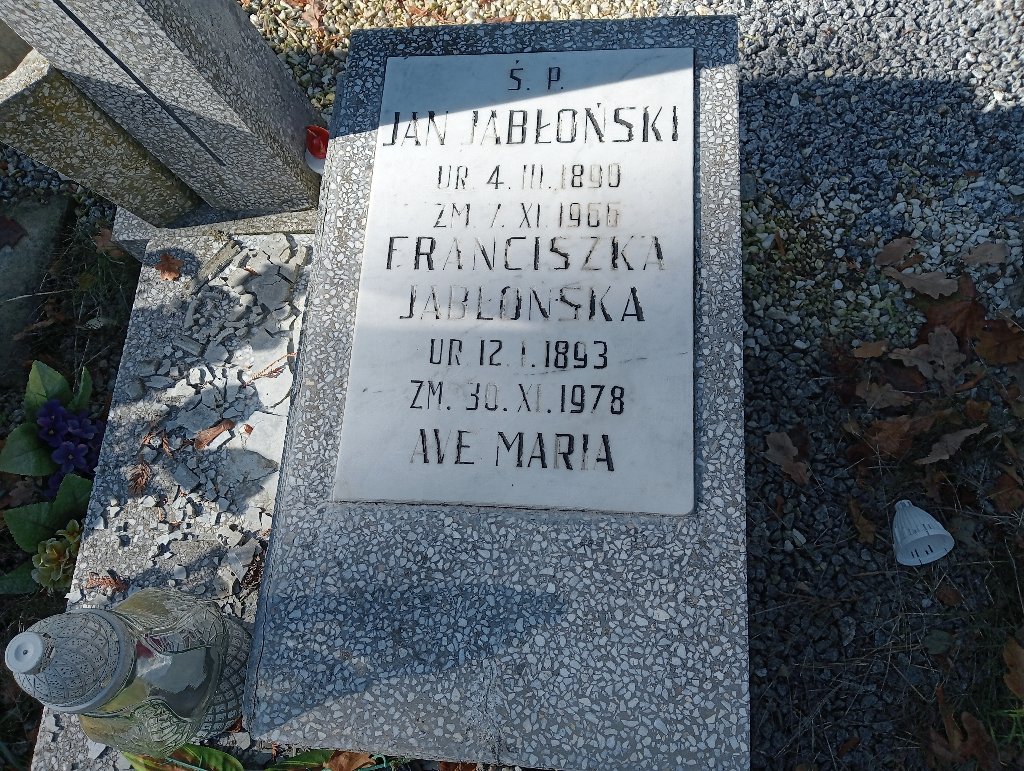 Ś. P.
JAN JABŁOŃSKI
UR. 4. III. 1890
ZM. 7. XI. 1966
FRANCISZKA
JABŁOŃSKA
UR 12. I. 1893
ZM. 30. XI. 1978
AVE MARIA